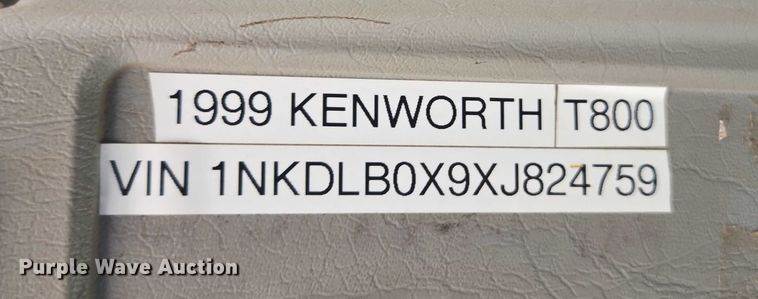 1999 KENWORTH T800
VIN 1NKDLB0X9XJ824759
Purple Wave Auction